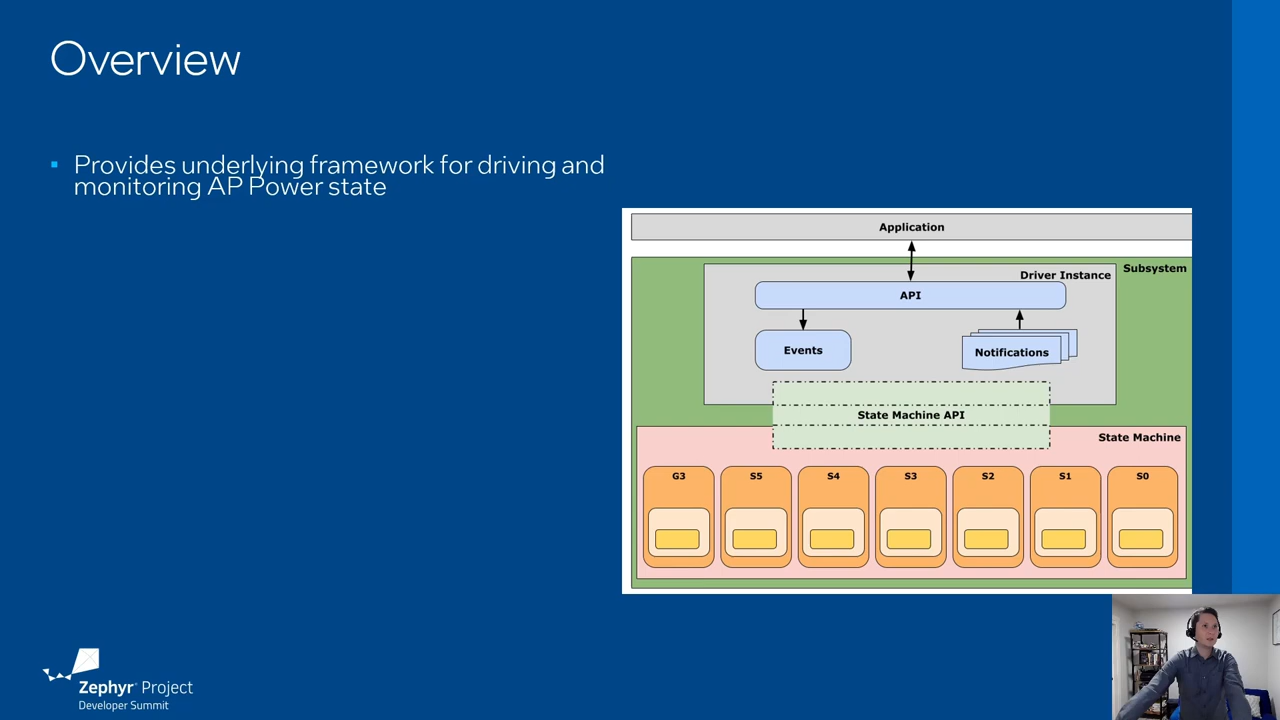 Overview
Provides underlying framework for driving and
monitoring AP Power state
Application
Subsystem
Driver Instance
API
Events
Notifications
State Machine API
State Machine
G3
S5
S4
S3
S2
S1
S0
Zephyr Project
Developer Summit